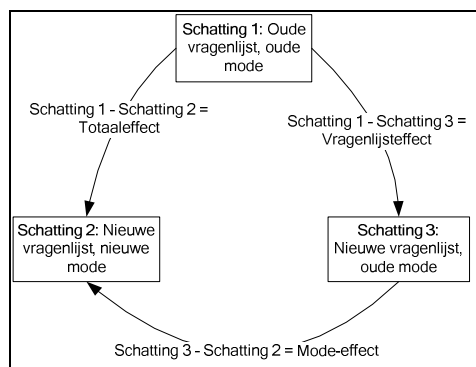 Schatting 1: Oude
vragenlijst, oude
mode
Schatting 1 - Schatting 2 =
Totaaleffect
Schatting 1 - Schatting 3 =
Vragenlijsteffect
Schatting 2: Nieuwe
vragenlijst, nieuwe
mode
Schatting 3:
Nieuwe vragenlijst,
oude mode
Schatting 3 - Schatting 2 = Mode-effect